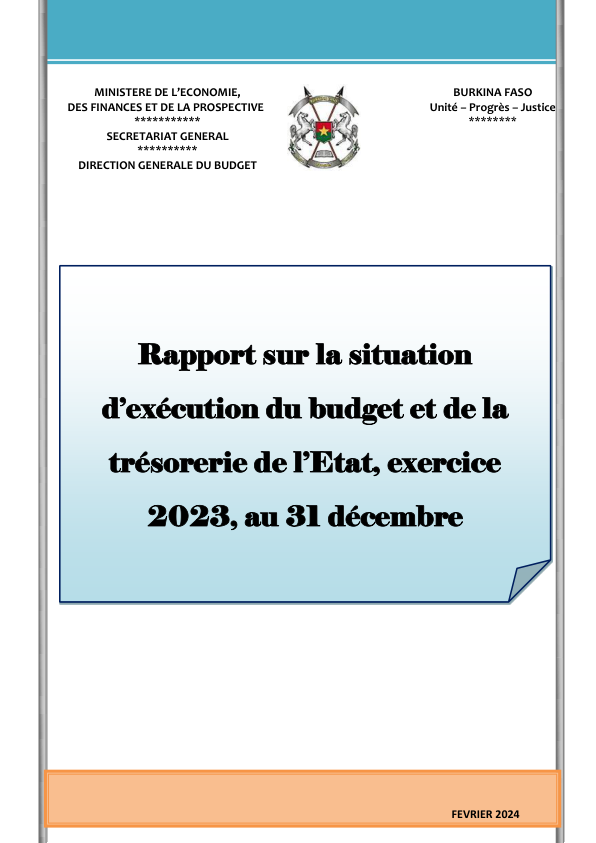 MINISTERE DE L'ECONOMIE,
DES FINANCES ET DE LA PROSPECTIVE
***********
SECRETARIAT GENERAL
**********
DIRECTION GENERALE DU BUDGET
BURKINA FASO
Unité – Progrès – Justice
********
Rapport sur la situation
d'exécution du budget et de la
trésorerie de l'Etat, exercice
2023, au 31 décembre
FEVRIER 2024